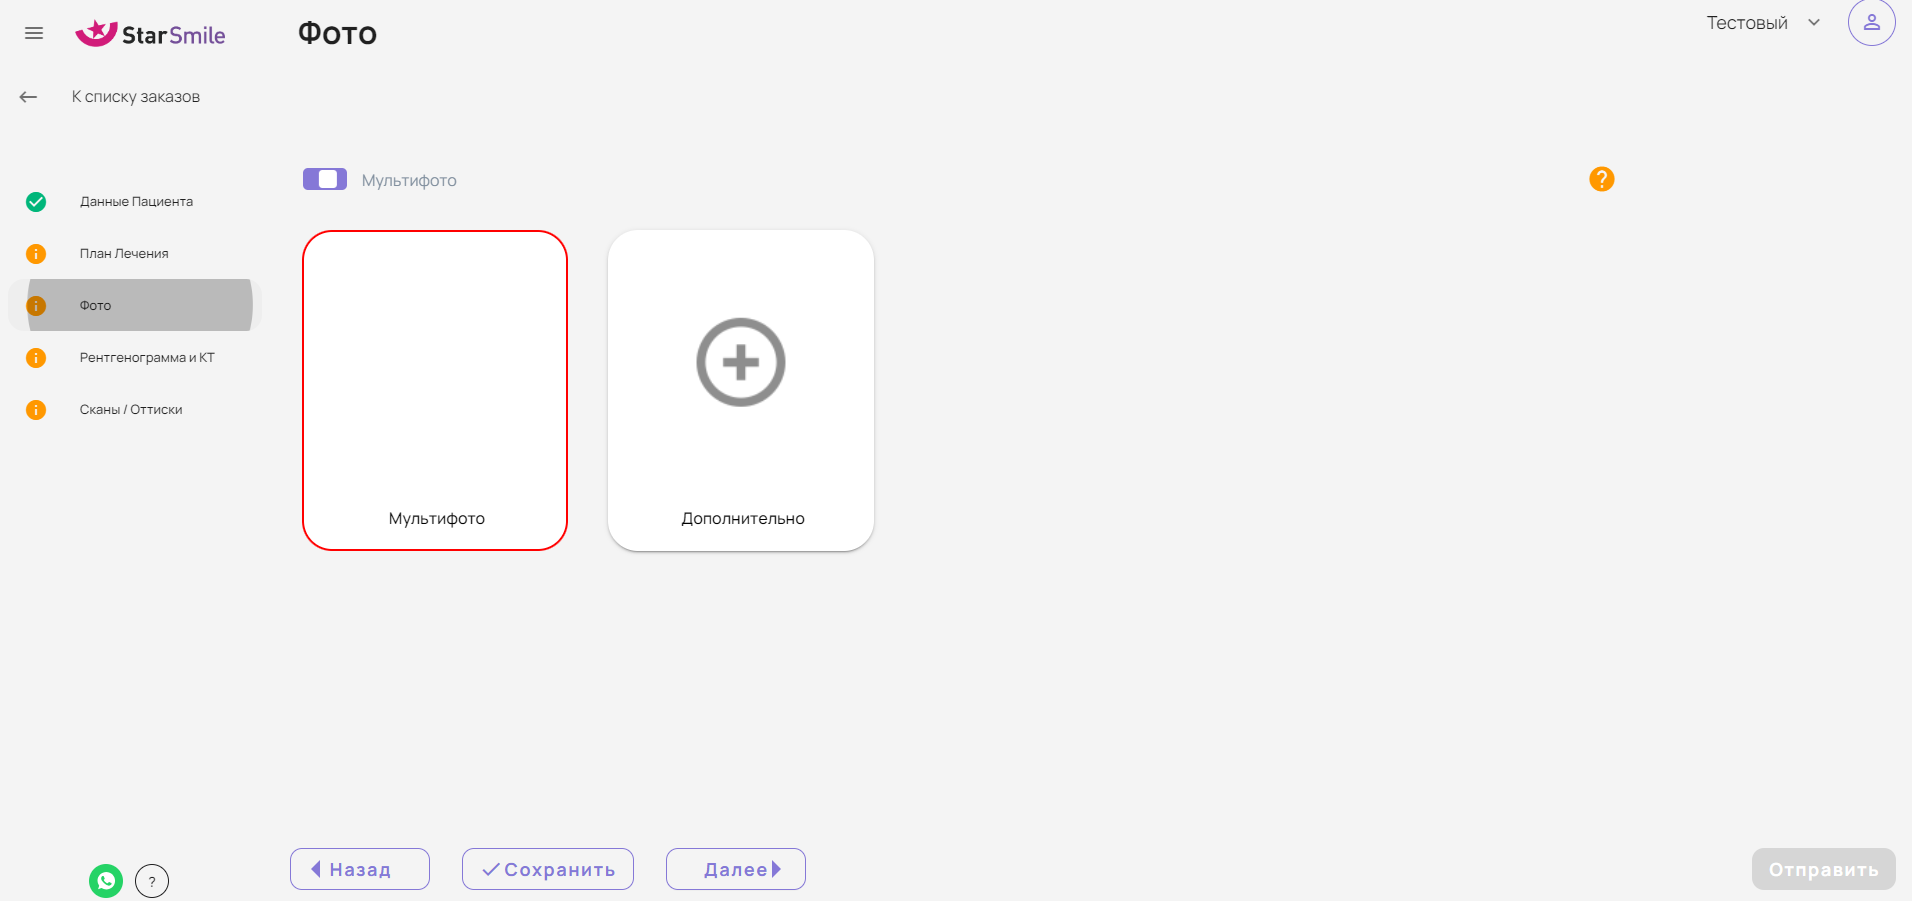 StarSmile
Фото
Тестовый
К списку заказов
Мультифото
?
Данные Пациента
План Лечения
Фото
Рентгенограмма и КТ
Сканы / Оттиски
Мультифото
Дополнительно
Назад
Сохранить
Далее
Отправить
?